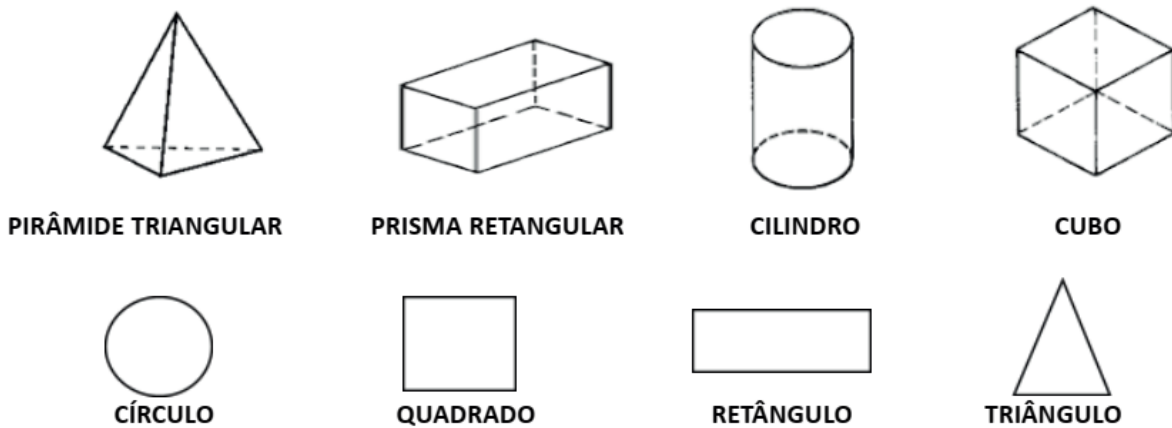 PIRÂMIDE TRIANGULAR
PRISMA RETANGULAR
CILINDRO
CUBO
CÍRCULO
QUADRADO
RETÂNGULO
TRIÂNGULO